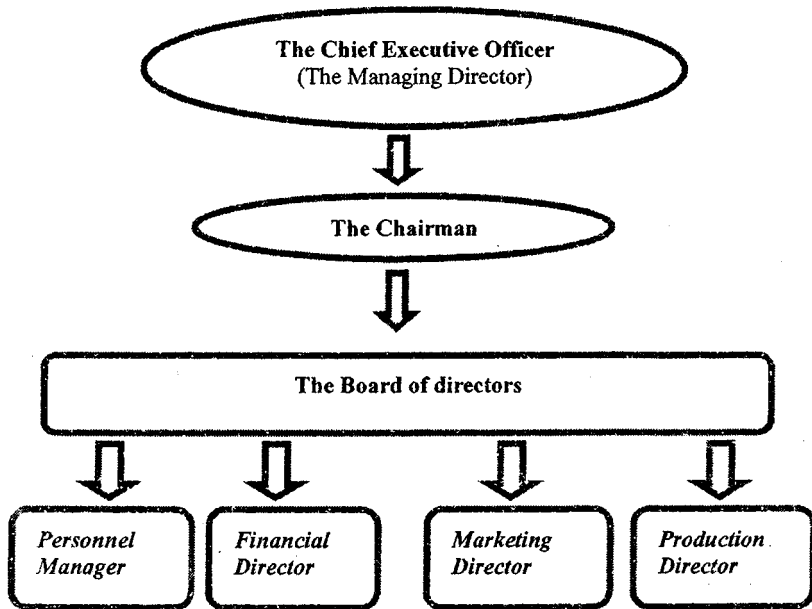 The Chief Executive Officer
(The Managing Director)
The Chairman
The Board of directors
Personnel
Manager
Financial
Director
Marketing
Director
Production
Director